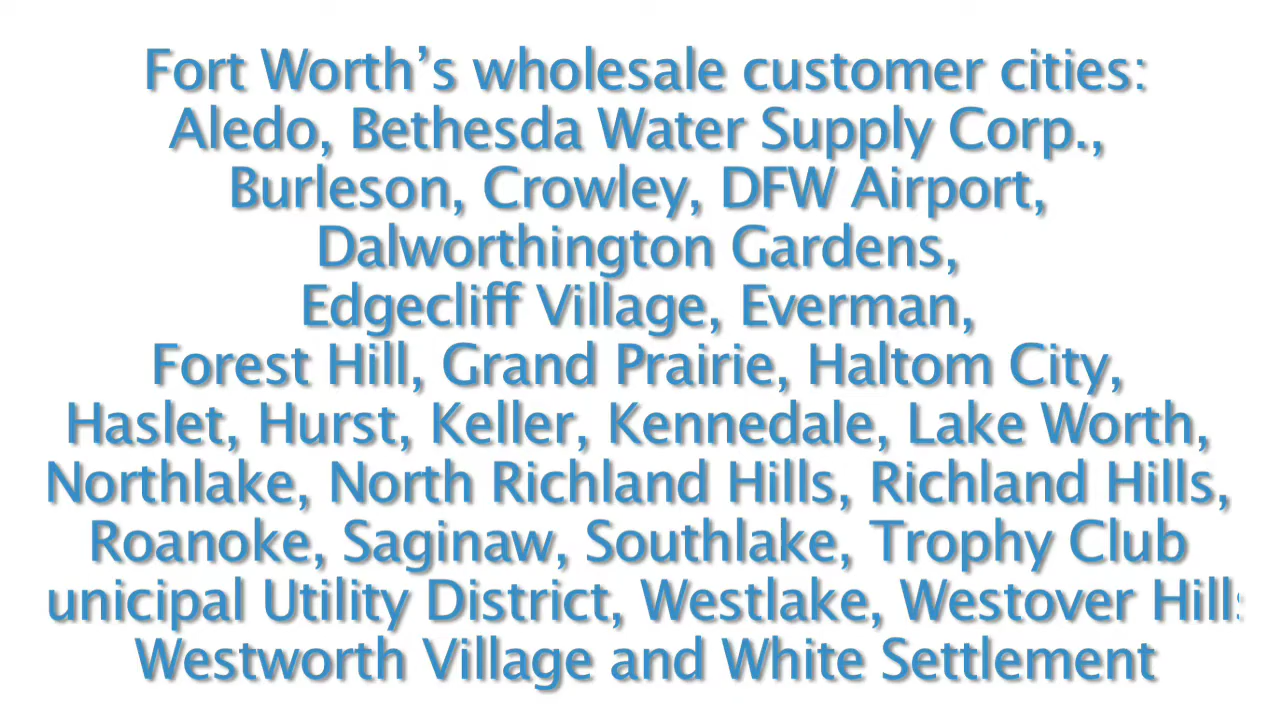 Fort Worth’s wholesale customer cities:
Aledo, Bethesda Water Supply Corp.,
Burleson, Crowley, DFW Airport,
Dalworthington Gardens,
Edgecliff Village, Everman,
Forest Hill, Grand Prairie, Haltom City,
Haslet, Hurst, Keller, Kennedale, Lake Worth,
Northlake, North Richland Hills, Richland Hills,
Roanoke, Saginaw, Southlake, Trophy Club
unicipal Utility District, Westlake, Westover Hills
Westworth Village and White Settlement